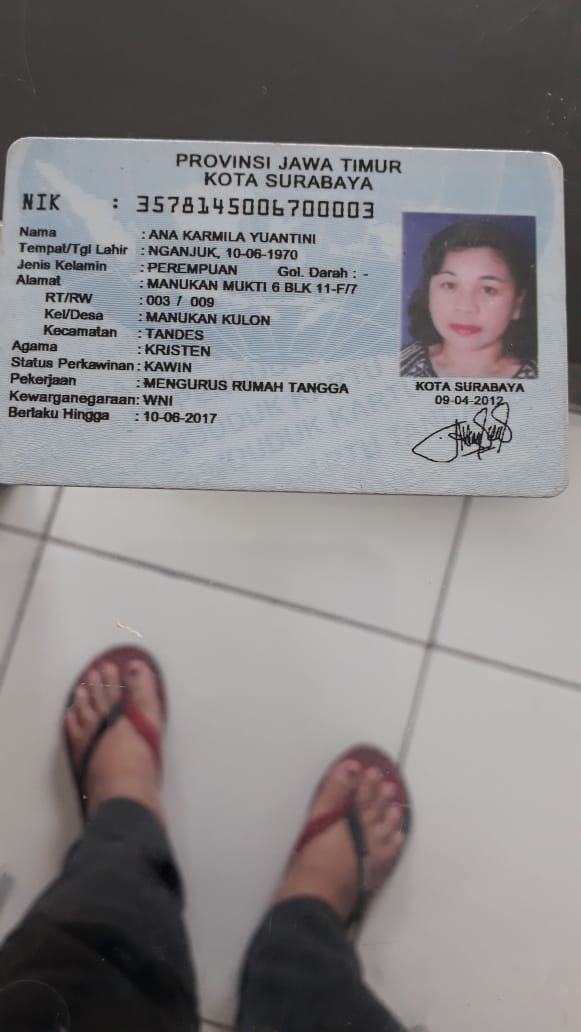 PROVINSI JAWA TIMUR
KOTA SURABAYA
NIK : 3578145006700003
Nama : ANA KARMILA YUANTINI
Tempat/Tgl Lahir : NGANJUK, 10-06-1970
Jenis Kelamin : PEREMPUAN Gol. Darah : -
Alamat : MANUKAN MUKTI 6 BLK 11-F/7
RT/RW : 003 / 009
Kel/Desa : MANUKAN KULON
Kecamatan : TANDES
Agama : KRISTEN
Status Perkawinan : KAWIN
Pekerjaan : MENGURUS RUMAH TANGGA
Kewarganegaraan : WNI
Berlaku Hingga : 10-06-2017
KOTA SURABAYA
09-04-2012